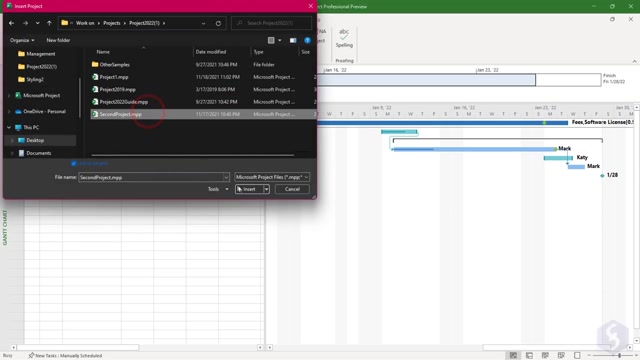 Insert Project
Project Professional Preview
Work on > Projects > Project2022(1)
Search Project2022(1)
Organize
New folder
Management
Project2022(1)
Styling2
Microsoft Project
OneDrive - Personal
This PC
Desktop
Documents
Name
Date modified
Type
Size
OtherSamples 9/27/2021 10:46 PM File folder
Project1.mpp 11/18/2021 11:02 PM Microsoft Project
Project2019.mpp 3/17/2019 8:06 PM Microsoft Project
Project2022Guide.mpp 9/27/2021 10:42 PM Microsoft Project
SecondProject.mpp 11/17/2021 10:40 PM Microsoft Project
File name: SecondProject.mpp
Microsoft Project Files (*.mpp;*
Tools
Insert
Cancel
abc
Spelling
Proofing
Jan 16, '22
Jan 23, '22
Finish
Fri 1/28/22
Jan 9, '22
Jan 16, '22
Jan 23, '22
Jan 30, '22
Fees,Software License[0.5
Mark
Katy
Mark
1/28
GANTT CHART
Busy
New Tasks : Manually Scheduled